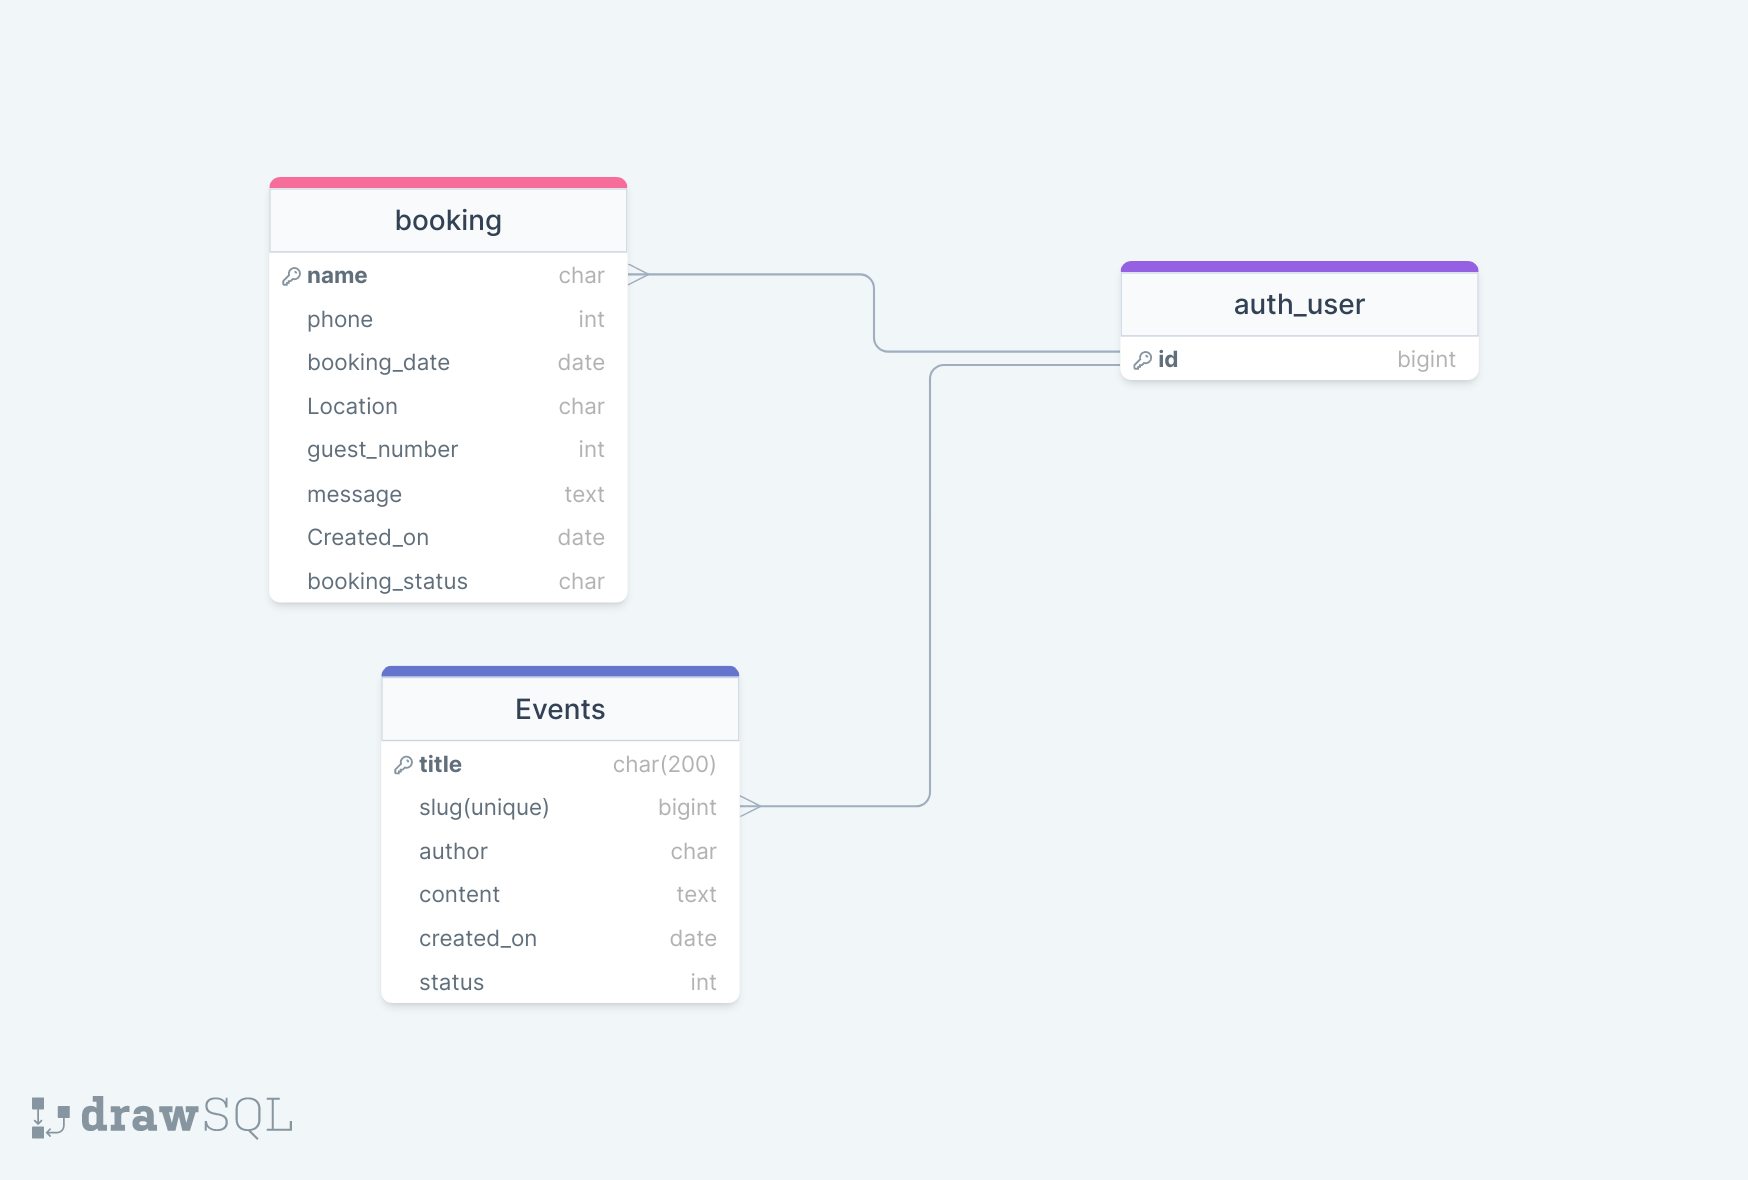 booking
name char
phone int
booking_date date
Location char
guest_number int
message text
Created_on date
booking_status char
auth_user
id bigint
Events
title char(200)
slug(unique) bigint
author char
content text
created_on date
status int
drawSQL